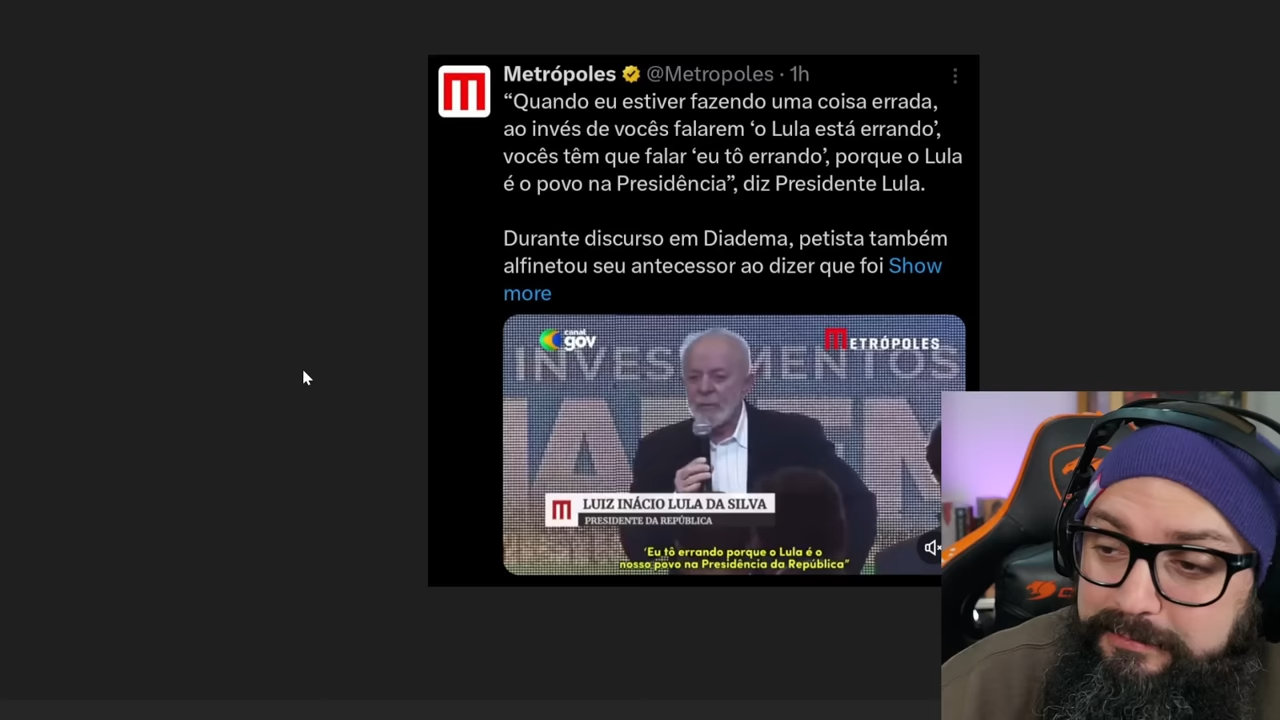 Metrópoles @Metropoles · 1h
“Quando eu estiver fazendo uma coisa errada,
ao invés de vocês falarem ‘o Lula está errando’,
vocês têm que falar ‘eu tô errando’, porque o Lula
é o povo na Presidência”, diz Presidente Lula.
Durante discurso em Diadema, petista também
alfinetou seu antecessor ao dizer que foi Show
more
canal
gov
METRÓPOLES
INVESTIMENTOS
LUIZ INÁCIO LULA DA SILVA
PRESIDENTE DA REPÚBLICA
‘Eu tô errando porque o Lula é o
nosso povo na Presidência da República”